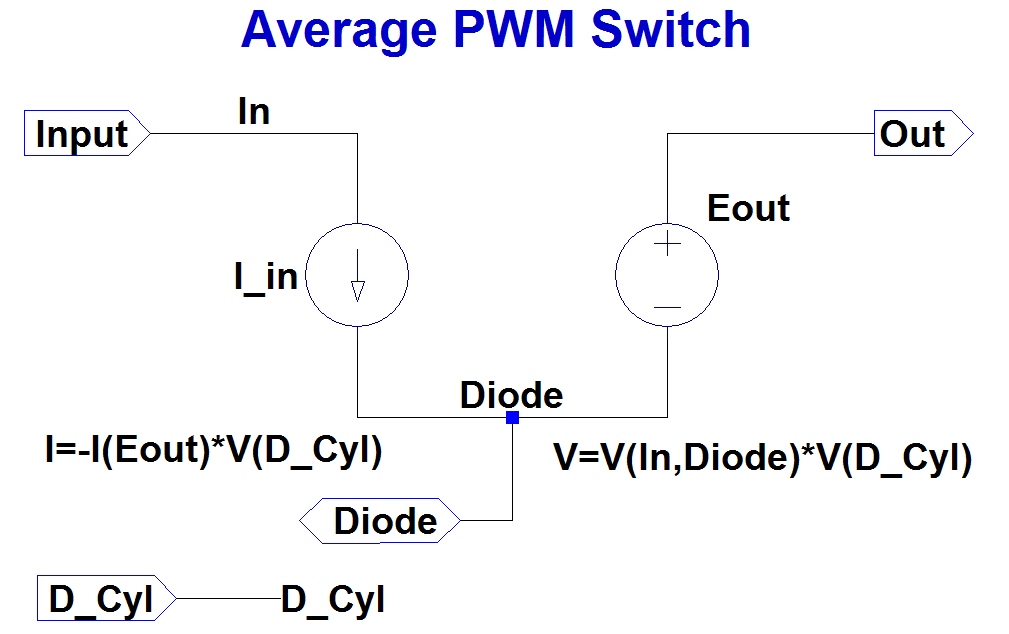 Average PWM Switch
In
Input
Out
Eout
I_in
Diode
I=-I(Eout)*V(D_Cyl)
V=V(In,Diode)*V(D_Cyl)
Diode
D_Cyl
D_Cyl